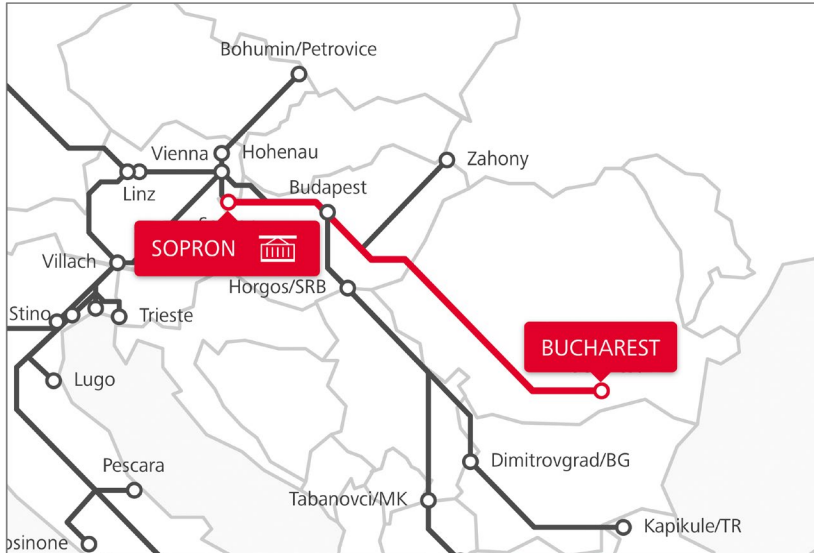 Bohumin/Petrovice
Vienna
Hohenau
Zahony
Linz
Budapest
SOPRON
Villach
Horgos/SRB
Stino
Trieste
BUCHAREST
Lugo
Pescara
Dimitrovgrad/BG
Tabanovci/MK
Kapikule/TR
osinone